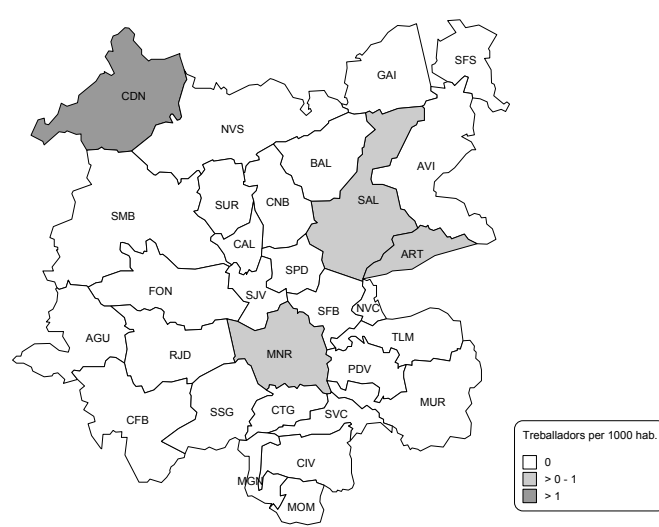 SFS
GAI
CDN
NVS
BAL
AVI
SAL
SUR
CNB
SMB
CAL
ART
SPD
FON
SJV
SFB
NVC
AGU
TLM
RJD
MNR
PDV
MUR
SSG
CTG
SVC
CFB
CIV
MGN
MOM
Treballadors per 1000 hab.
0
> 0 - 1
> 1